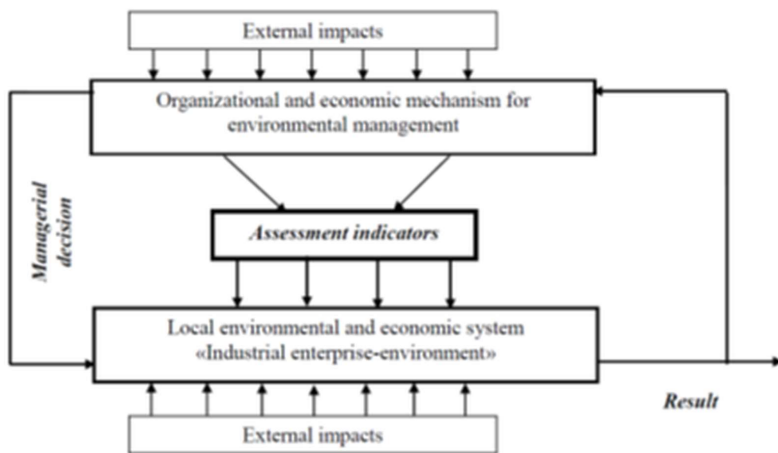 External impacts
Organizational and economic mechanism for
environmental management
Managerial
decision
Assessment indicators
Local environmental and economic system
«Industrial enterprise-environment»
Result
External impacts